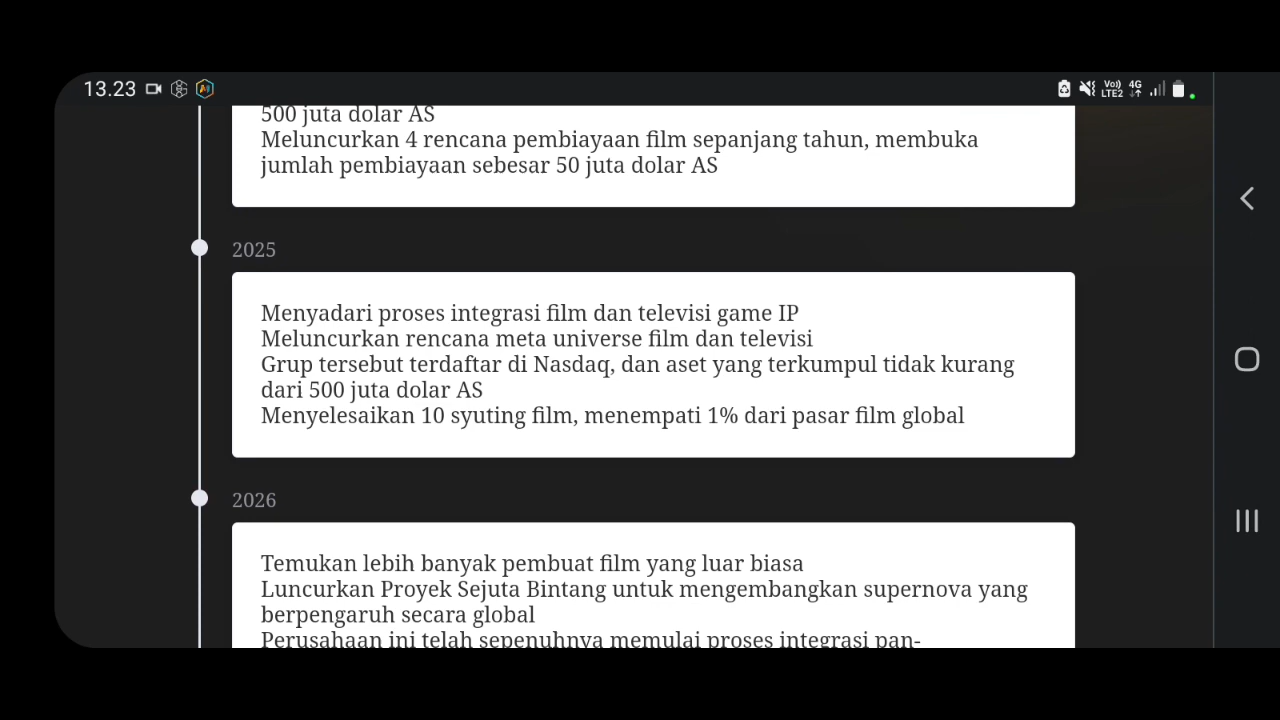 13.23
Vo))
LTE2
4G
500 juta dolar AS
Meluncurkan 4 rencana pembiayaan film sepanjang tahun, membuka
jumlah pembiayaan sebesar 50 juta dolar AS
2025
Menyadari proses integrasi film dan televisi game IP
Meluncurkan rencana meta universe film dan televisi
Grup tersebut terdaftar di Nasdaq, dan aset yang terkumpul tidak kurang
dari 500 juta dolar AS
Menyelesaikan 10 syuting film, menempati 1% dari pasar film global
2026
Temukan lebih banyak pembuat film yang luar biasa
Luncurkan Proyek Sejuta Bintang untuk mengembangkan supernova yang
berpengaruh secara global
Perusahaan ini telah sepenuhnya memulai proses integrasi pan-